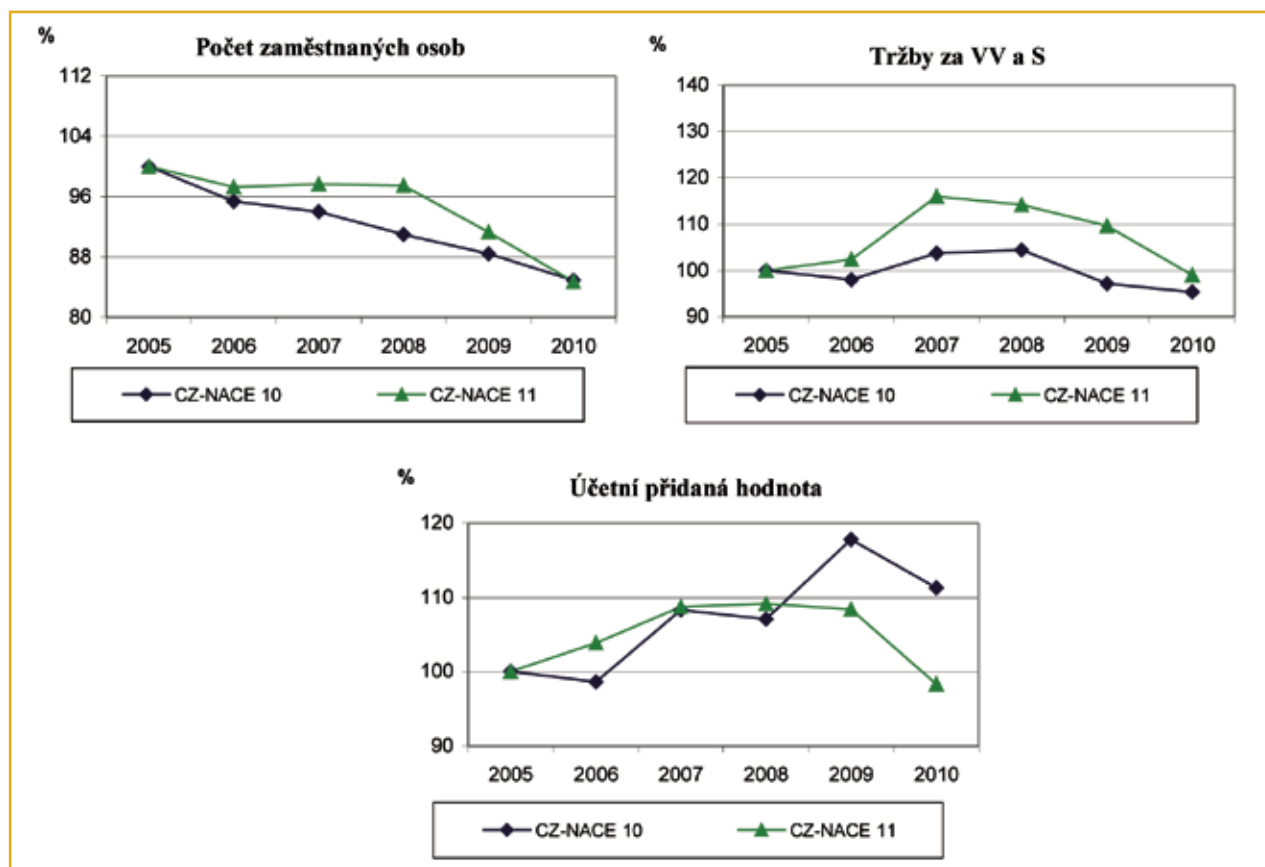 %
Počet zaměstnaných osob
112
104
96
88
80
2005 2006 2007 2008 2009 2010
CZ-NACE 10 CZ-NACE 11
%
Tržby za VV a S
140
130
120
110
100
90
2005 2006 2007 2008 2009 2010
CZ-NACE 10 CZ-NACE 11
%
Účetní přidaná hodnota
120
110
100
90
2005 2006 2007 2008 2009 2010
CZ-NACE 10 CZ-NACE 11